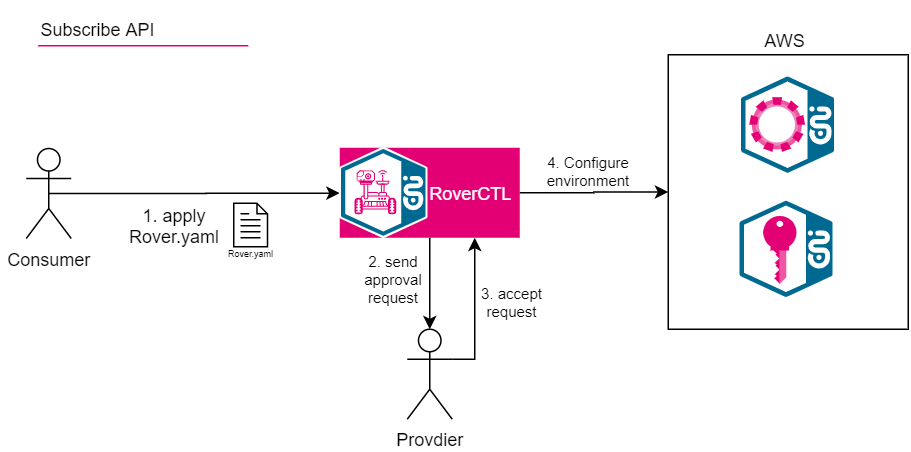 Subscribe API
AWS
4. Configure
environment
RoverCTL
1. apply
Rover.yaml
Rover.yaml
Consumer
2. send
approval
request
3. accept
request
Provdier